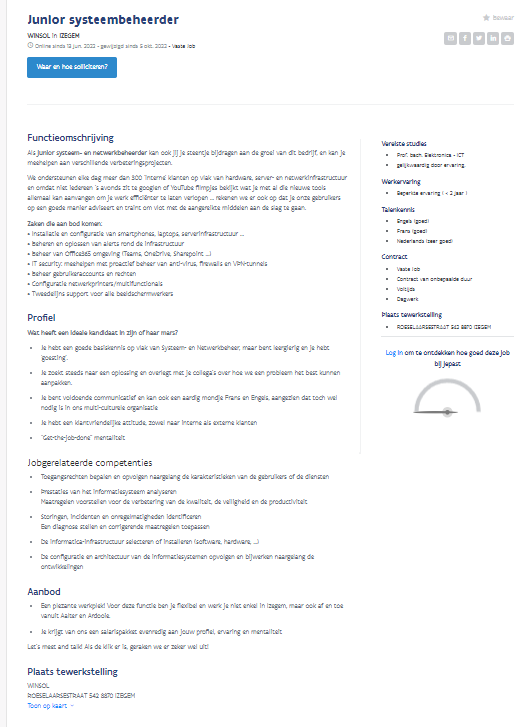 Junior systeembeheerder
bewaar
WINSOL in IZEGEM
Online sinds 13 jun. 2022 - gewijzigd sinds 5 okt. 2022 - Vaste Job
Waar en hoe solliciteren?
Functieomschrijving
Als junior systeem- en netwerkbeheerder kan ook jij je steentje bijdragen aan de groei van dit bedrijf, en kan je
meehelpen aan verschillende verbeteringsprojecten.
We ondersteunen elke dag meer dan 300 'interne' klanten op vlak van hardware, server- en netwerkinfrastructuur
en omdat niet iedereen 's avonds zit te googlen of YouTube filmpjes bekijkt wat je met al die nieuwe tools
allemaal kan aanvangen om je werk efficiënter te laten verlopen ... rekenen we er ook op dat je onze gebruikers
op een goede manier adviseert en traint om vlot met de aangereikte middelen aan de slag te gaan.
Zaken die aan bod komen:
• Installatie en configuratie van smartphones, laptops, serverinfrastructuur ...
• Beheren en oplossen van alerts rond de infrastructuur
• Beheer van Office365 omgeving (Teams, OneDrive, Sharepoint ...)
• IT security: meehelpen met proactief beheer van anti-virus, firewalls en VPN-tunnels
• Beheer gebruikeraccounts en rechten
• Configuratie netwerkprinters/multifunctionals
• Tweedelijns support voor alle beeldschermwerkers
Profiel
Wat heeft een ideale kandidaat in zijn of haar mars?
• Je hebt een goede basiskennis op vlak van Systeem- en Netwerkbeheer, maar bent leergierig en je hebt
'goesting'.
• Je zoekt steeds naar een oplossing en overlegt met je collega's over hoe we een probleem het best kunnen
aanpakken.
• Je bent voldoende communicatief en kan ook een aardig mondje Frans en Engels, aangezien dat toch wel
nodig is in ons multi-culturele organisatie
• Je hebt een klantvriendelijke attitude, zowel naar interne als externe klanten
• "Get-the-job-done" mentaliteit
Jobgerelateerde competenties
• Toegangsrechten bepalen en opvolgen naargelang de karakteristieken van de gebruikers of de diensten
• Prestaties van het informaticasysteem analyseren
Maatregelen voorstellen voor de verbetering van de kwaliteit, de veiligheid en de productiviteit
• Storingen, incidenten en onregelmatigheden identificeren
Een diagnose stellen en corrigerende maatregelen toepassen
• De informatica-infrastructuur selecteren of installeren (software, hardware, ...)
• De configuratie en architectuur van de informaticasystemen opvolgen en bijwerken naargelang de
ontwikkelingen
Aanbod
• Een plezante werkplek! Voor deze functie ben je flexibel en werk je niet enkel in Izegem, maar ook af en toe
vanuit Aalter en Ardooie.
• Je krijgt van ons een salarispakket evenredig aan jouw profiel, ervaring en mentaliteit
Let's meet and talk! Als de klik er is, geraken we er zeker wel uit!
Plaats tewerkstelling
WINSOL
ROESELAARSESTRAAT 542 8870 IZEGEM
Toon op kaart
Vereiste studies
• Prof. bach. Elektronica - ICT
• gelijkwaardig door ervaring.
Werkervaring
• Beperkte ervaring ( < 2 jaar )
Talenkennis
• Engels (goed)
• Frans (goed)
• Nederlands (zeer goed)
Contract
• Vaste Job
• Contract van onbepaalde duur
• Voltijds
• Dagwerk
Plaats tewerkstelling
• ROESELAARSESTRAAT 542 8870 IZEGEM
Log in om te ontdekken hoe goed deze job
bij je past